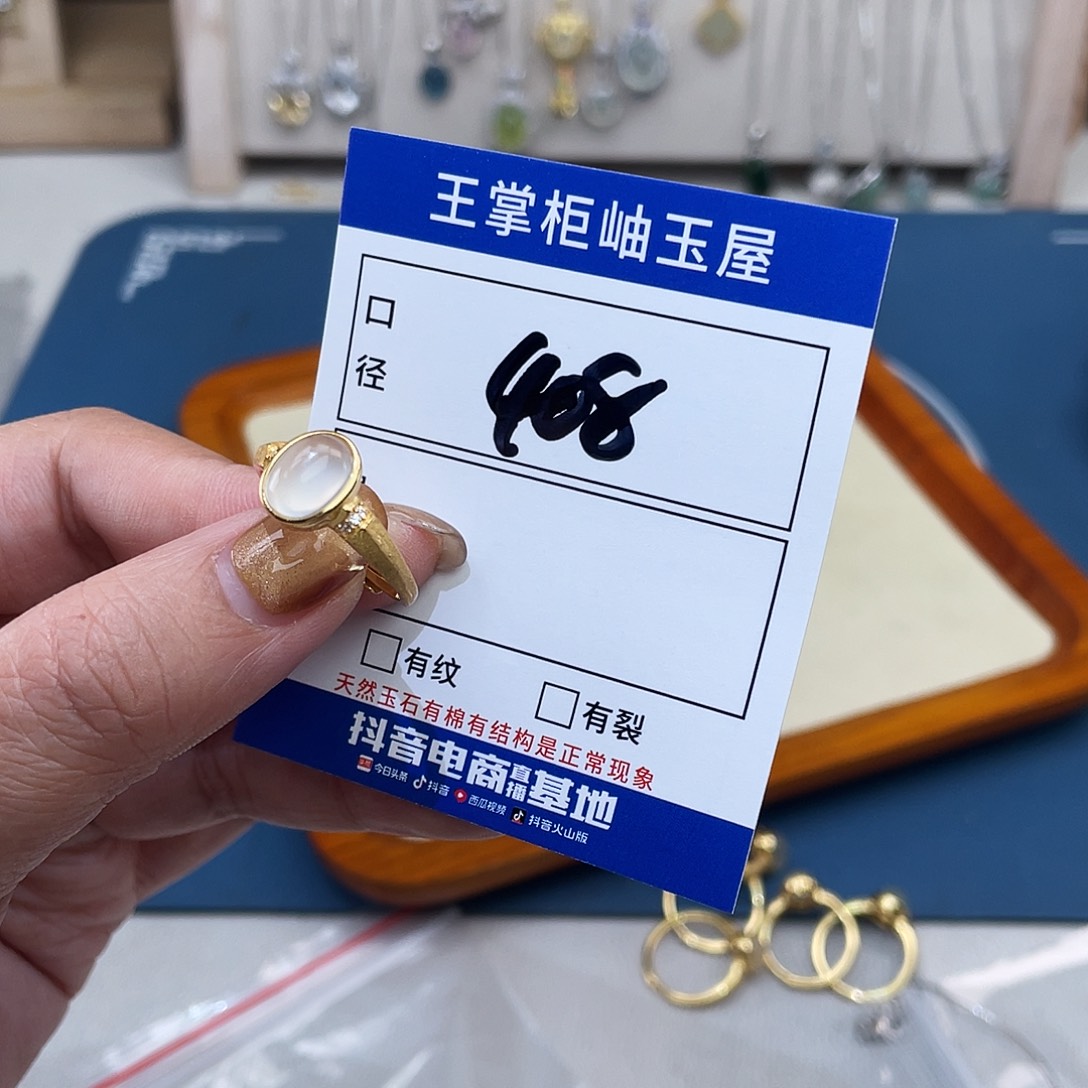 王掌柜岫玉屋
口径
408
有纹
有裂
天然玉石有棉有结构是正常现象
抖音电商直播基地
今日头条 抖音 西瓜视频 抖音火山版